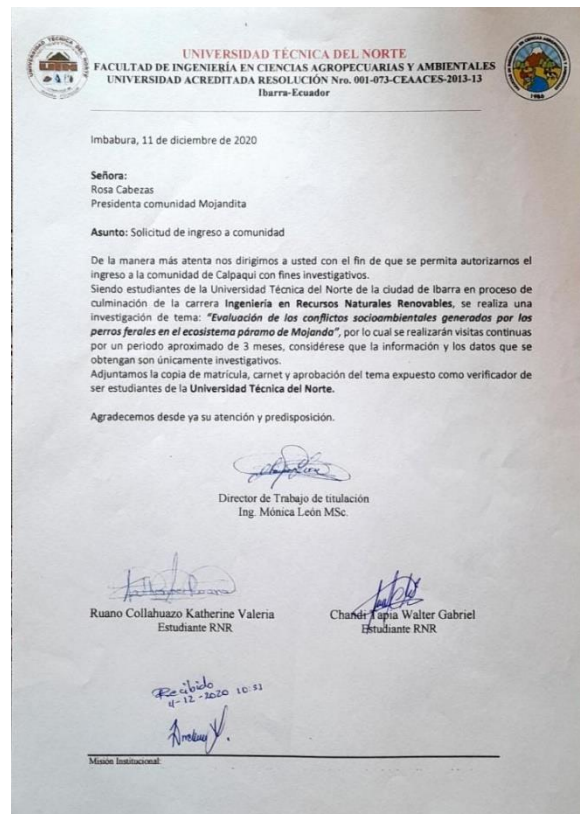 UNIVERSIDAD TÉCNICA DEL NORTE
FACULTAD DE INGENIERÍA EN CIENCIAS AGROPECUARIAS Y AMBIENTALES
UNIVERSIDAD ACREDITADA RESOLUCIÓN Nro. 001-073-CEAACES-2013-13
Ibarra-Ecuador
Imbabura, 11 de diciembre de 2020
Señora:
Rosa Cabezas
Presidenta comunidad Mojandita
Asunto: Solicitud de ingreso a comunidad
De la manera más atenta nos dirigimos a usted con el fin de que se permita autorizarnos el
ingreso a la comunidad de Calpaqui con fines investigativos.
Siendo estudiantes de la Universidad Técnica del Norte de la ciudad de Ibarra en proceso de
culminación de la carrera Ingeniería en Recursos Naturales Renovables, se realiza una
investigación de tema: "Evaluación de los conflictos socioambientales generados por los
perros ferales en el ecosistema páramo de Mojanda", por lo cual se realizarán visitas continuas
por un periodo aproximado de 3 meses, considérese que la información y los datos que se
obtengan son únicamente investigativos.
Adjuntamos la copia de matrícula, carnet y aprobación del tema expuesto como verificador de
ser estudiantes de la Universidad Técnica del Norte.
Agradecemos desde ya su atención y predisposición.
Director de Trabajo de titulación
Ing. Mónica León MSc.
Ruano Collahuazo Katherine Valeria
Estudiante RNR
Chandi Tapia Walter Gabriel
Estudiante RNR
Recibido
11-12-2020 10:31
Misión Institucional: